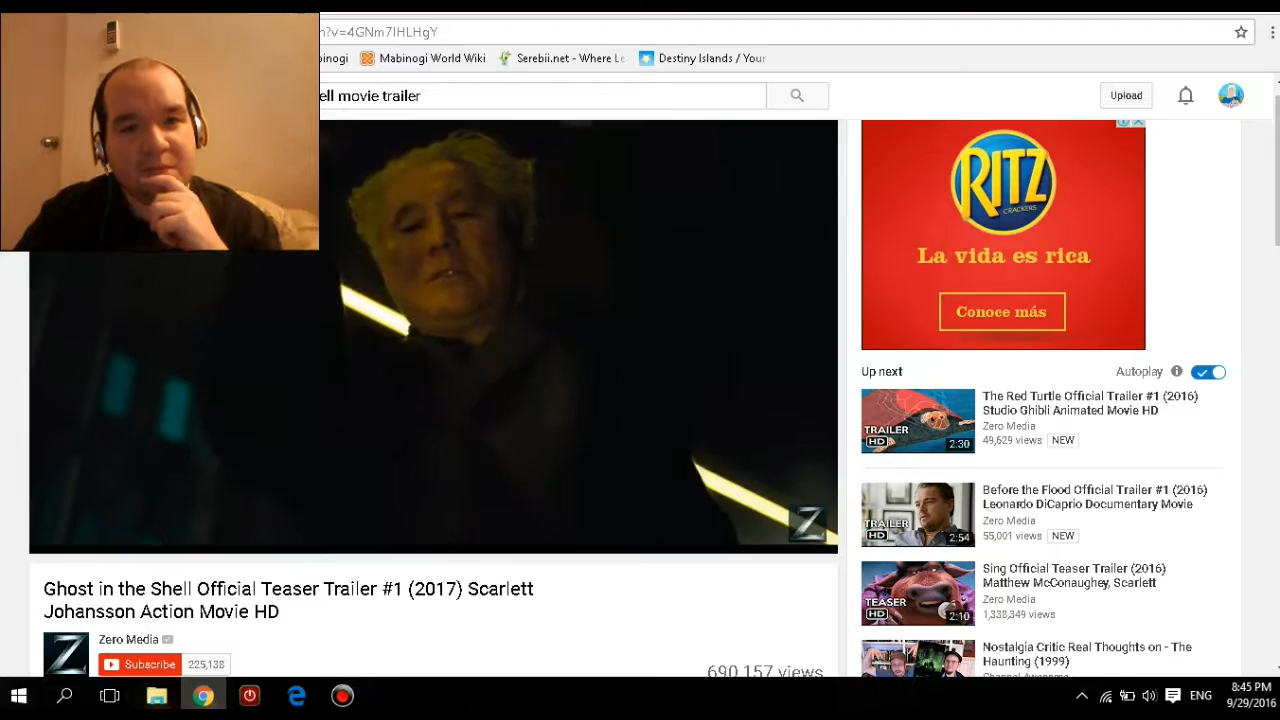 n?v=4GNm7IHLHgY
binogi
Mabinogi World Wiki
Serebii.net - Where Le
Destiny Islands / Your
ell movie trailer
Upload
RITZ
CRACKERS
La vida es rica
Conoce más
Up next
Autoplay
The Red Turtle Official Trailer #1 (2016)
Studio Ghibli Animated Movie HD
Zero Media
49,629 views NEW
TRAILER
HD
2:30
Before the Flood Official Trailer #1 (2016)
Leonardo DiCaprio Documentary Movie
Zero Media
55,001 views NEW
TRAILER
HD
2:54
Sing Official Teaser Trailer (2016)
Matthew McConaughey, Scarlett
Zero Media
1,338,349 views
TEASER
HD
2:10
Nostalgia Critic Real Thoughts on - The
Haunting (1999)
Z
Ghost in the Shell Official Teaser Trailer #1 (2017) Scarlett
Johansson Action Movie HD
Z
Zero Media
Subscribe 225,138
690,157 views
ENG
8:45 PM
9/29/2016